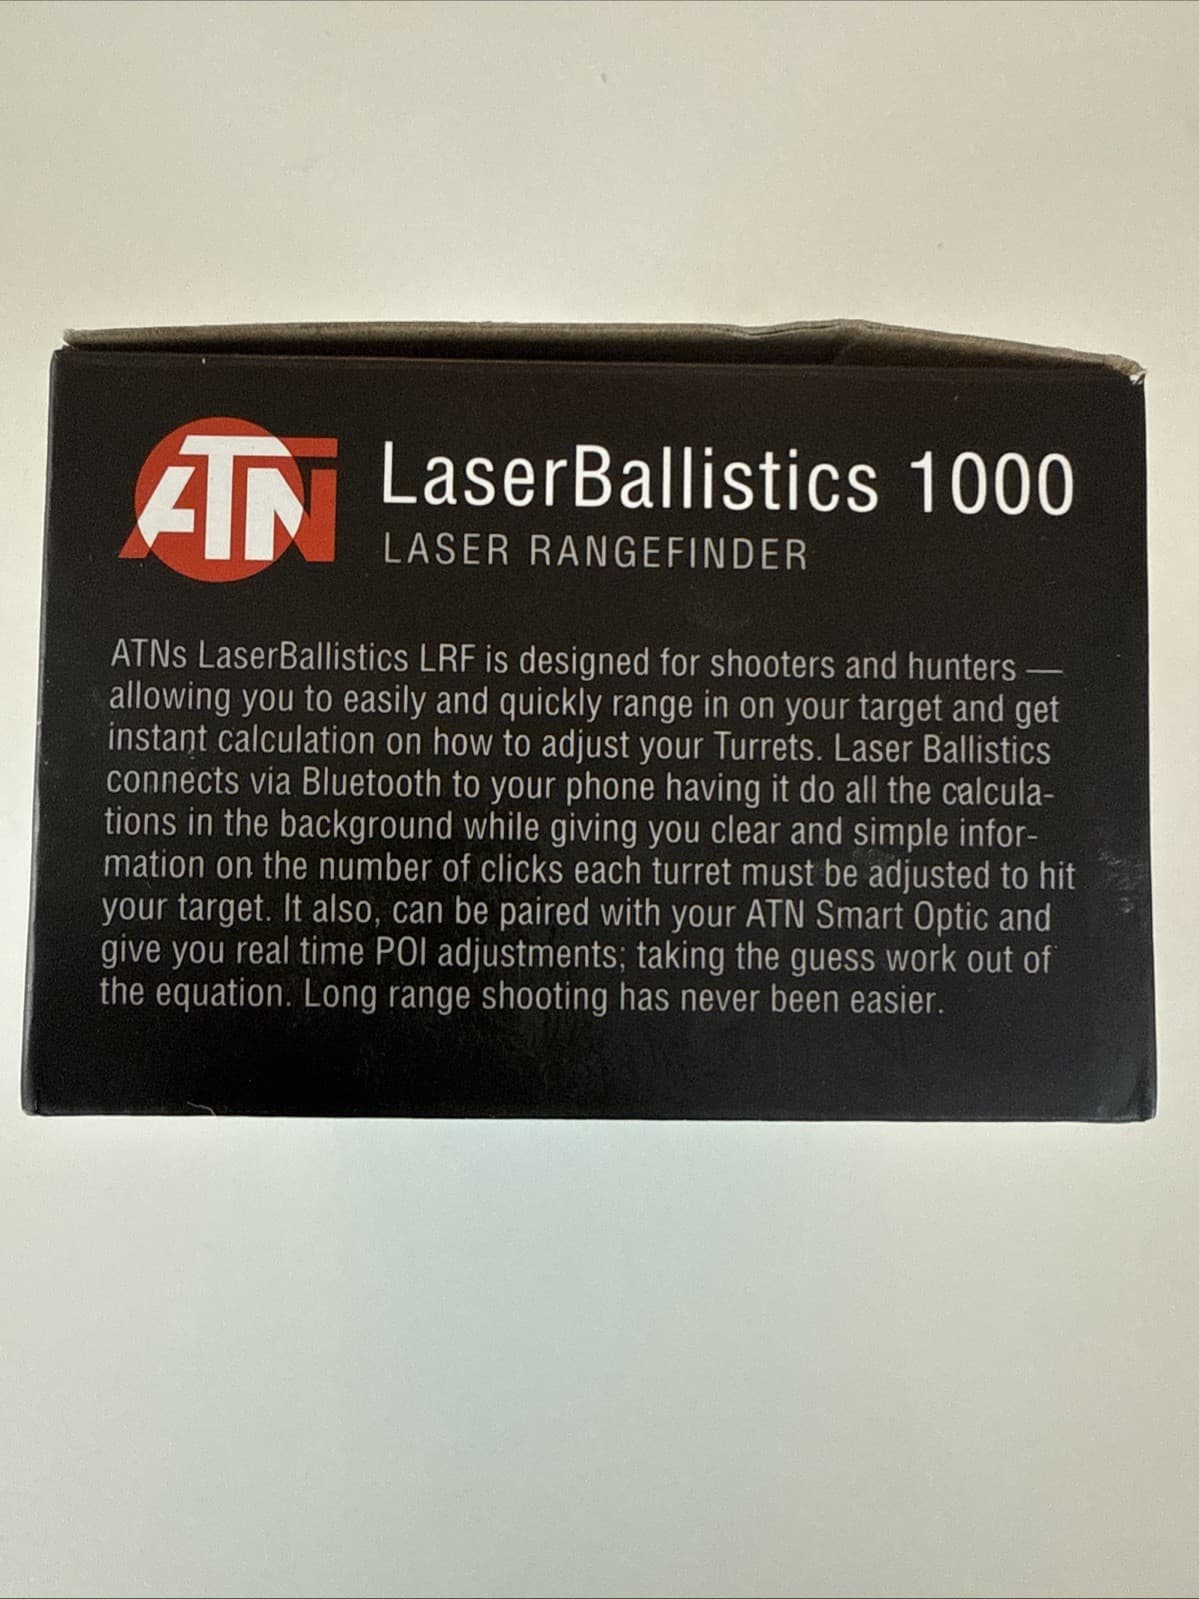 ATN
LaserBallistics 1000
LASER RANGEFINDER
ATNs LaserBallistics LRF is designed for shooters and hunters —
allowing you to easily and quickly range in on your target and get
instant calculation on how to adjust your Turrets. Laser Ballistics
connects via Bluetooth to your phone having it do all the calcula-
tions in the background while giving you clear and simple infor-
mation on the number of clicks each turret must be adjusted to hit
your target. It also, can be paired with your ATN Smart Optic and
give you real time POI adjustments; taking the guess work out of
the equation. Long range shooting has never been easier.